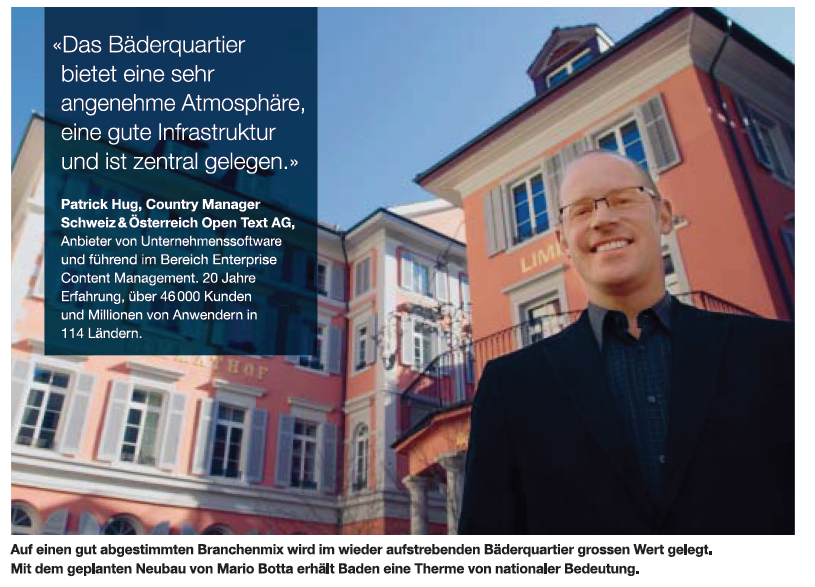 «Das Bäderquartier
bietet eine sehr
angenehme Atmosphäre,
eine gute Infrastruktur
und ist zentral gelegen.»
Patrick Hug, Country Manager
Schweiz & Österreich Open Text AG,
Anbieter von Unternehmenssoftware
und führend im Bereich Enterprise
Content Management. 20 Jahre
Erfahrung, über 46 000 Kunden
und Millionen von Anwendern in
114 Ländern.
LIM
HOF
Auf einen gut abgestimmten Branchenmix wird im wieder aufstrebenden Bäderquartier grossen Wert gelegt.
Mit dem geplanten Neubau von Mario Botta erhält Baden eine Therme von nationaler Bedeutung.